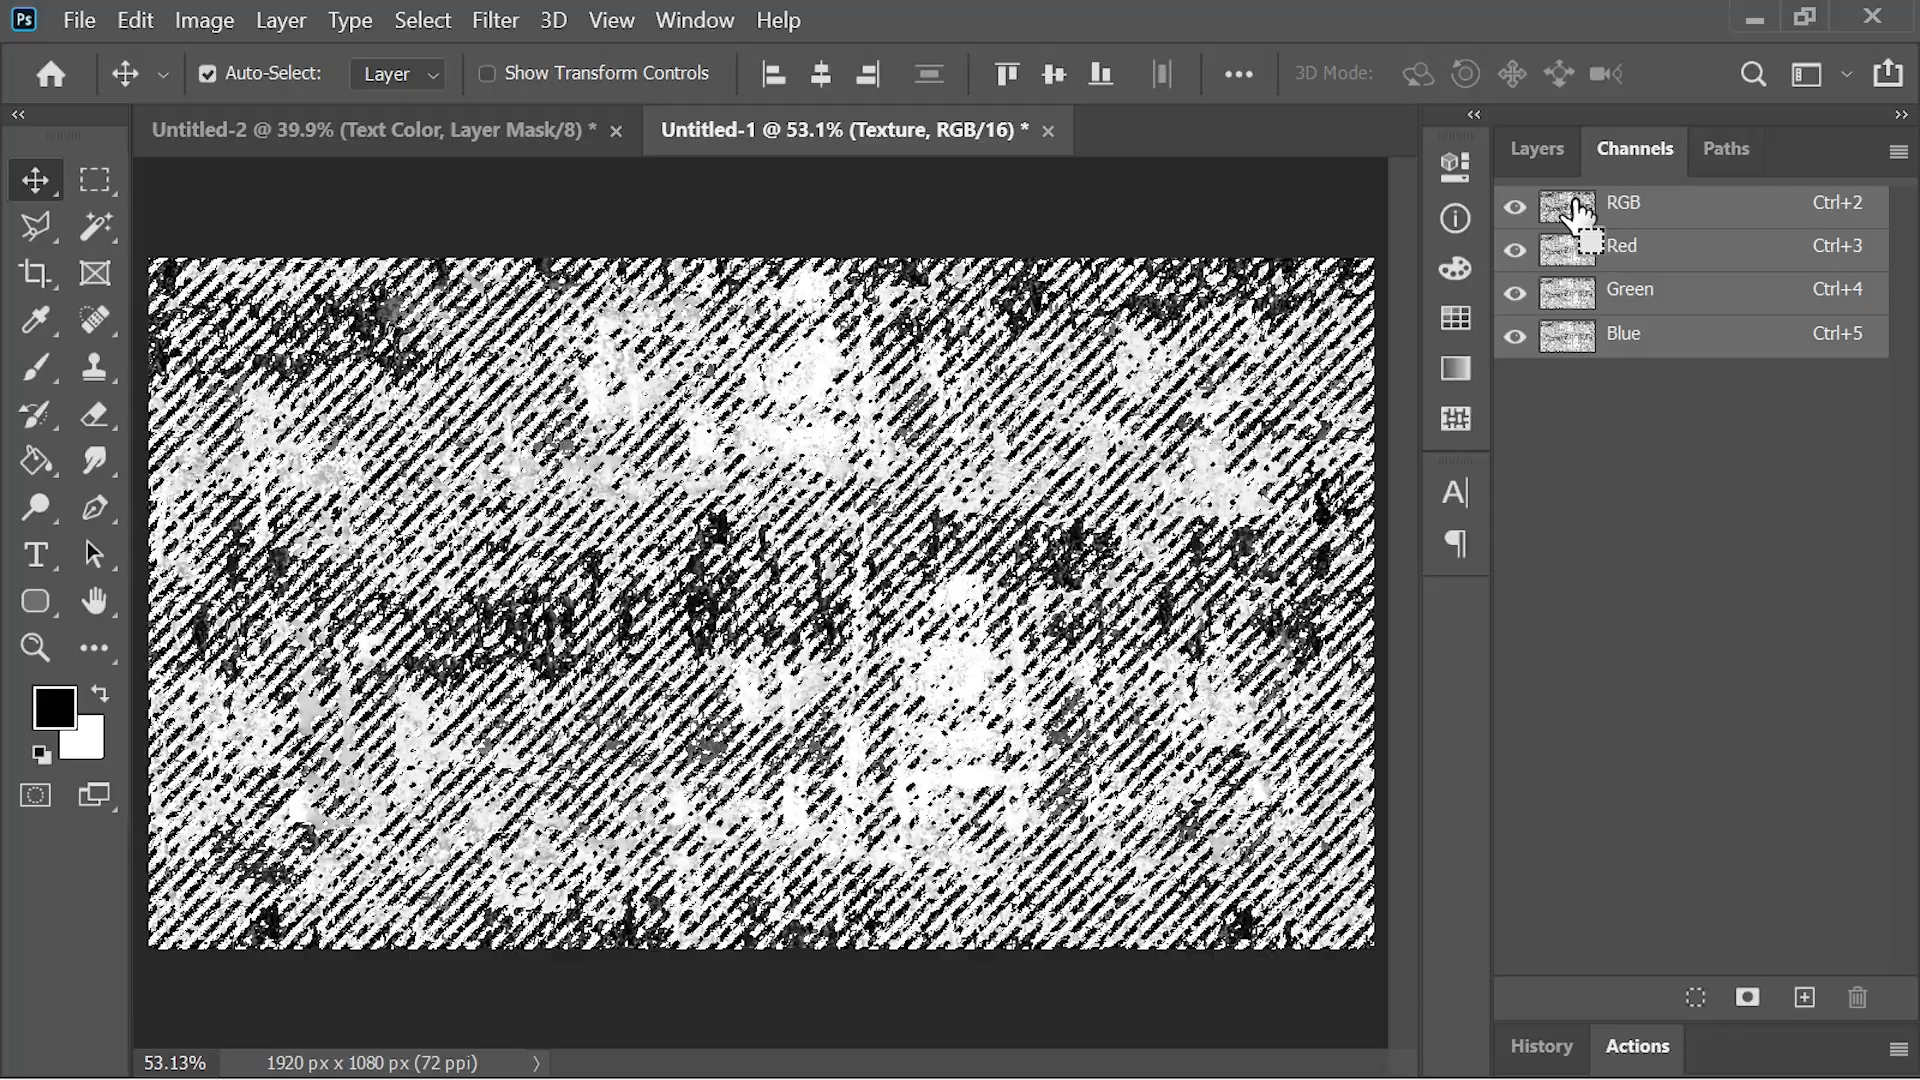 Ps File Edit Image Layer Type Select Filter 3D View Window Help
Auto-Select: Layer Show Transform Controls 3D Mode:
Untitled-2 @ 39.9% (Text Color, Layer Mask/8) * Untitled-1 @ 53.1% (Texture, RGB/16) *
Layers Channels Paths
RGB Ctrl+2
Red Ctrl+3
Green Ctrl+4
Blue Ctrl+5
History Actions
53.13% 1920 px x 1080 px (72 ppi)